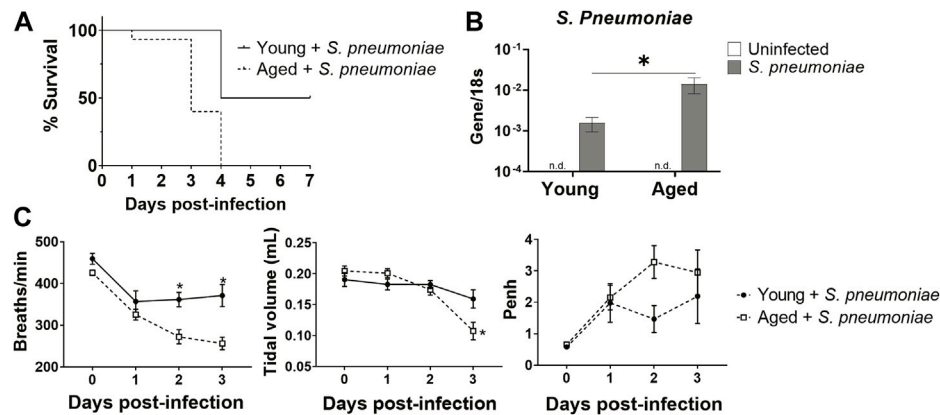 A
% Survival
100
50
0
0 1 2 3 4 5 6 7
Days post-infection
Young + S. pneumoniae
Aged + S. pneumoniae
B
S. Pneumoniae
Gene/18s
10-1
10-2
10-3
10-4
n.d.
n.d.
*
Young Aged
Uninfected
S. pneumoniae
C
Breaths/min
500
400
300
200
* *
0 1 2 3
Days post-infection
Tidal volume (mL)
0.25
0.20
0.15
0.10
0.05
*
0 1 2 3
Days post-infection
Penh
4
3
2
1
0
0 1 2 3
Days post-infection
Young + S. pneumoniae
Aged + S. pneumoniae